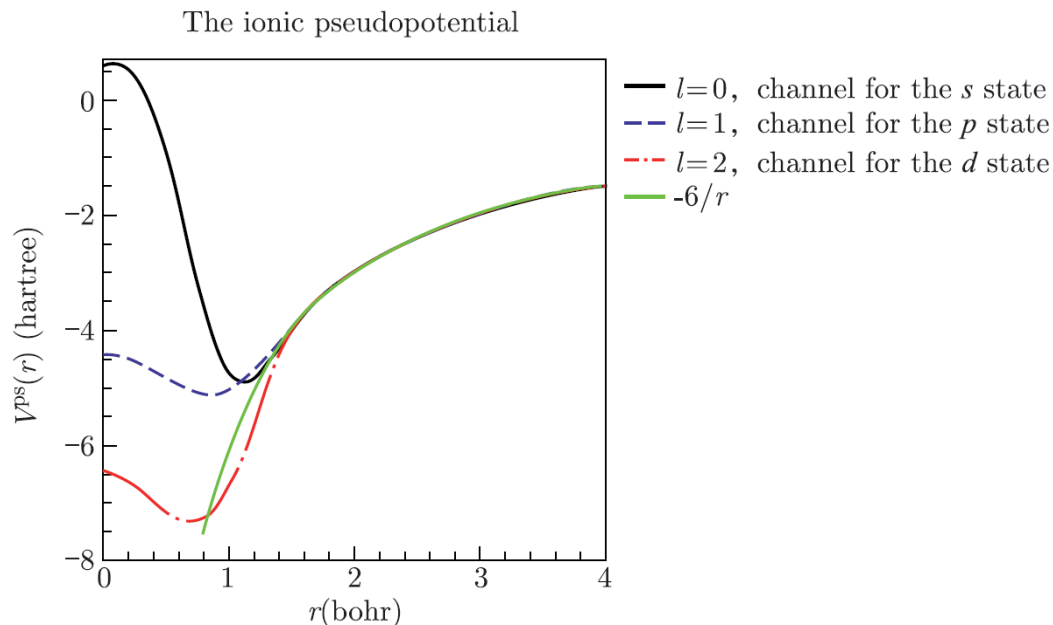 The ionic pseudopotential
V^ps(r) (hartree)
0
−2
−4
−6
−8
0 1 2 3 4
r(bohr)
l=0, channel for the s state
l=1, channel for the p state
l=2, channel for the d state
-6/r